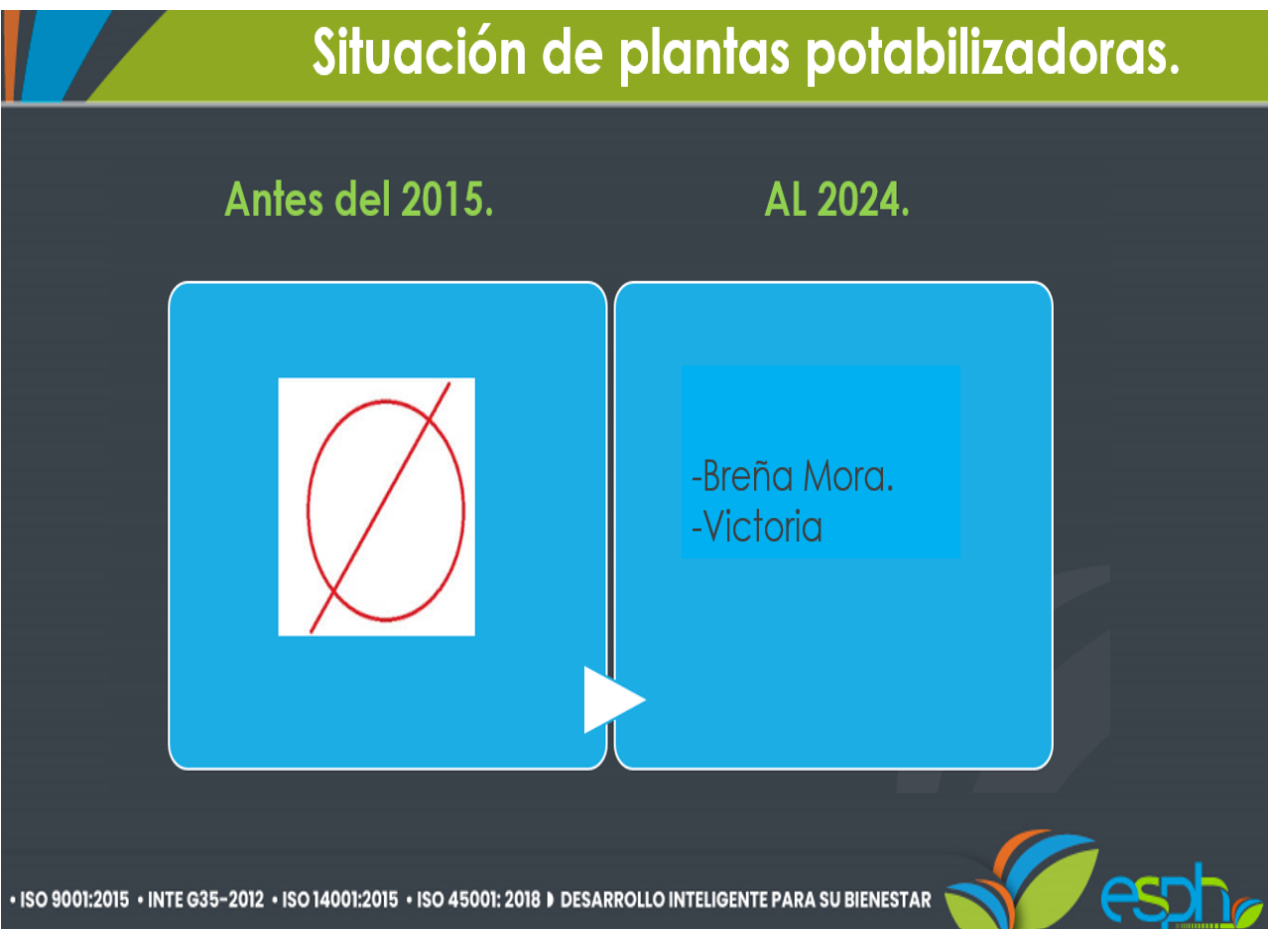 Situación de plantas potabilizadoras.
Antes del 2015.
AL 2024.
Ø
-Breña Mora.
-Victoria
• ISO 9001:2015 • INTE G35-2012 • ISO 14001:2015 • ISO 45001: 2018 DESARROLLO INTELIGENTE PARA SU BIENESTAR
esph